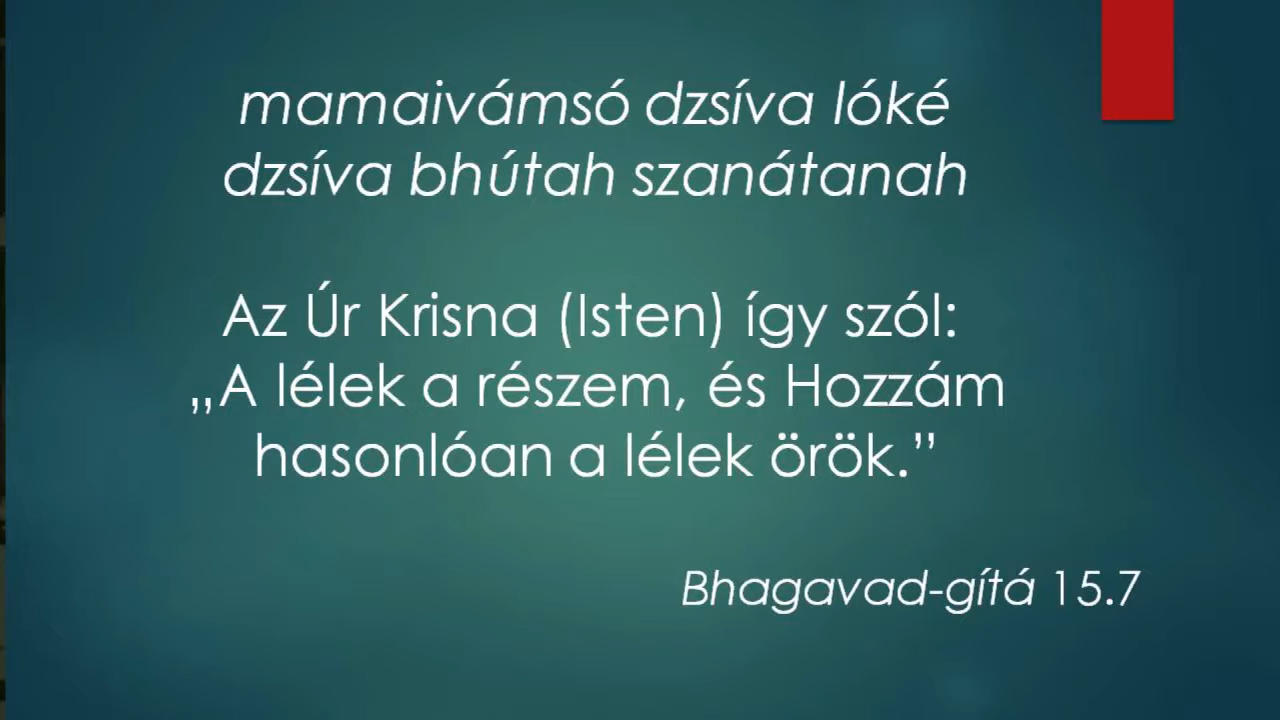 mamaivámsó dzsíva lóké
dzsíva bhútah szanátanah
Az Úr Krisna (Isten) így szól:
„A lélek a részem, és Hozzám
hasonlóan a lélek örök.”
Bhagavad-gítá 15.7